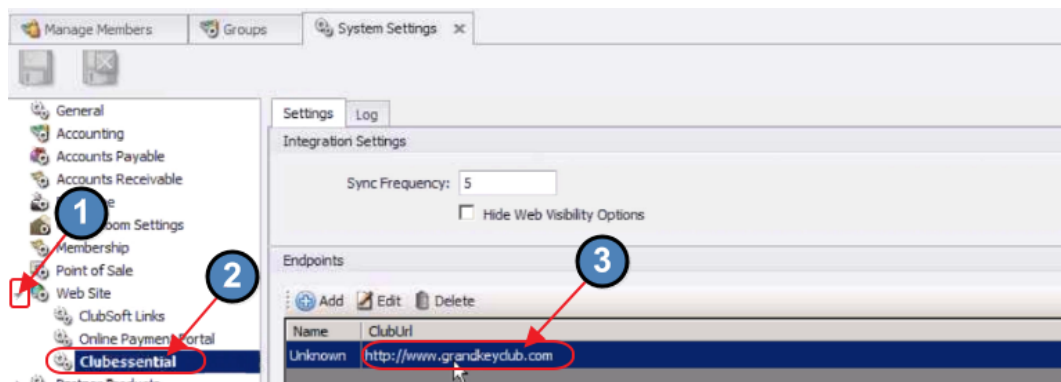 Manage Members Groups System Settings
General
Accounting
Accounts Payable
Accounts Receivable
Settings
Membership
Point of Sale
Web Site
ClubSoft Links
Online Payment Portal
Clubessential
1
2
Settings Log
Integration Settings
Sync Frequency: 5
Hide Web Visibility Options
Endpoints
3
Add Edit Delete
Name ClubUrl
Unknown http://www.grandkeyclub.com